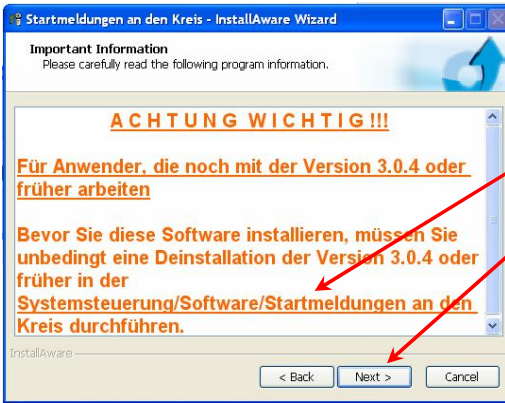 Startmeldungen an den Kreis - InstallAware Wizard
Important Information
Please carefully read the following program information.
A C H T U N G  W I C H T I G !!!
Für Anwender, die noch mit der Version 3.0.4 oder
früher arbeiten
Bevor Sie diese Software installieren, müssen Sie
unbedingt eine Deinstallation der Version 3.0.4 oder
früher in der
Systemsteuerung/Software/Startmeldungen an den
Kreis durchführen.
InstallAware
< Back
Next >
Cancel